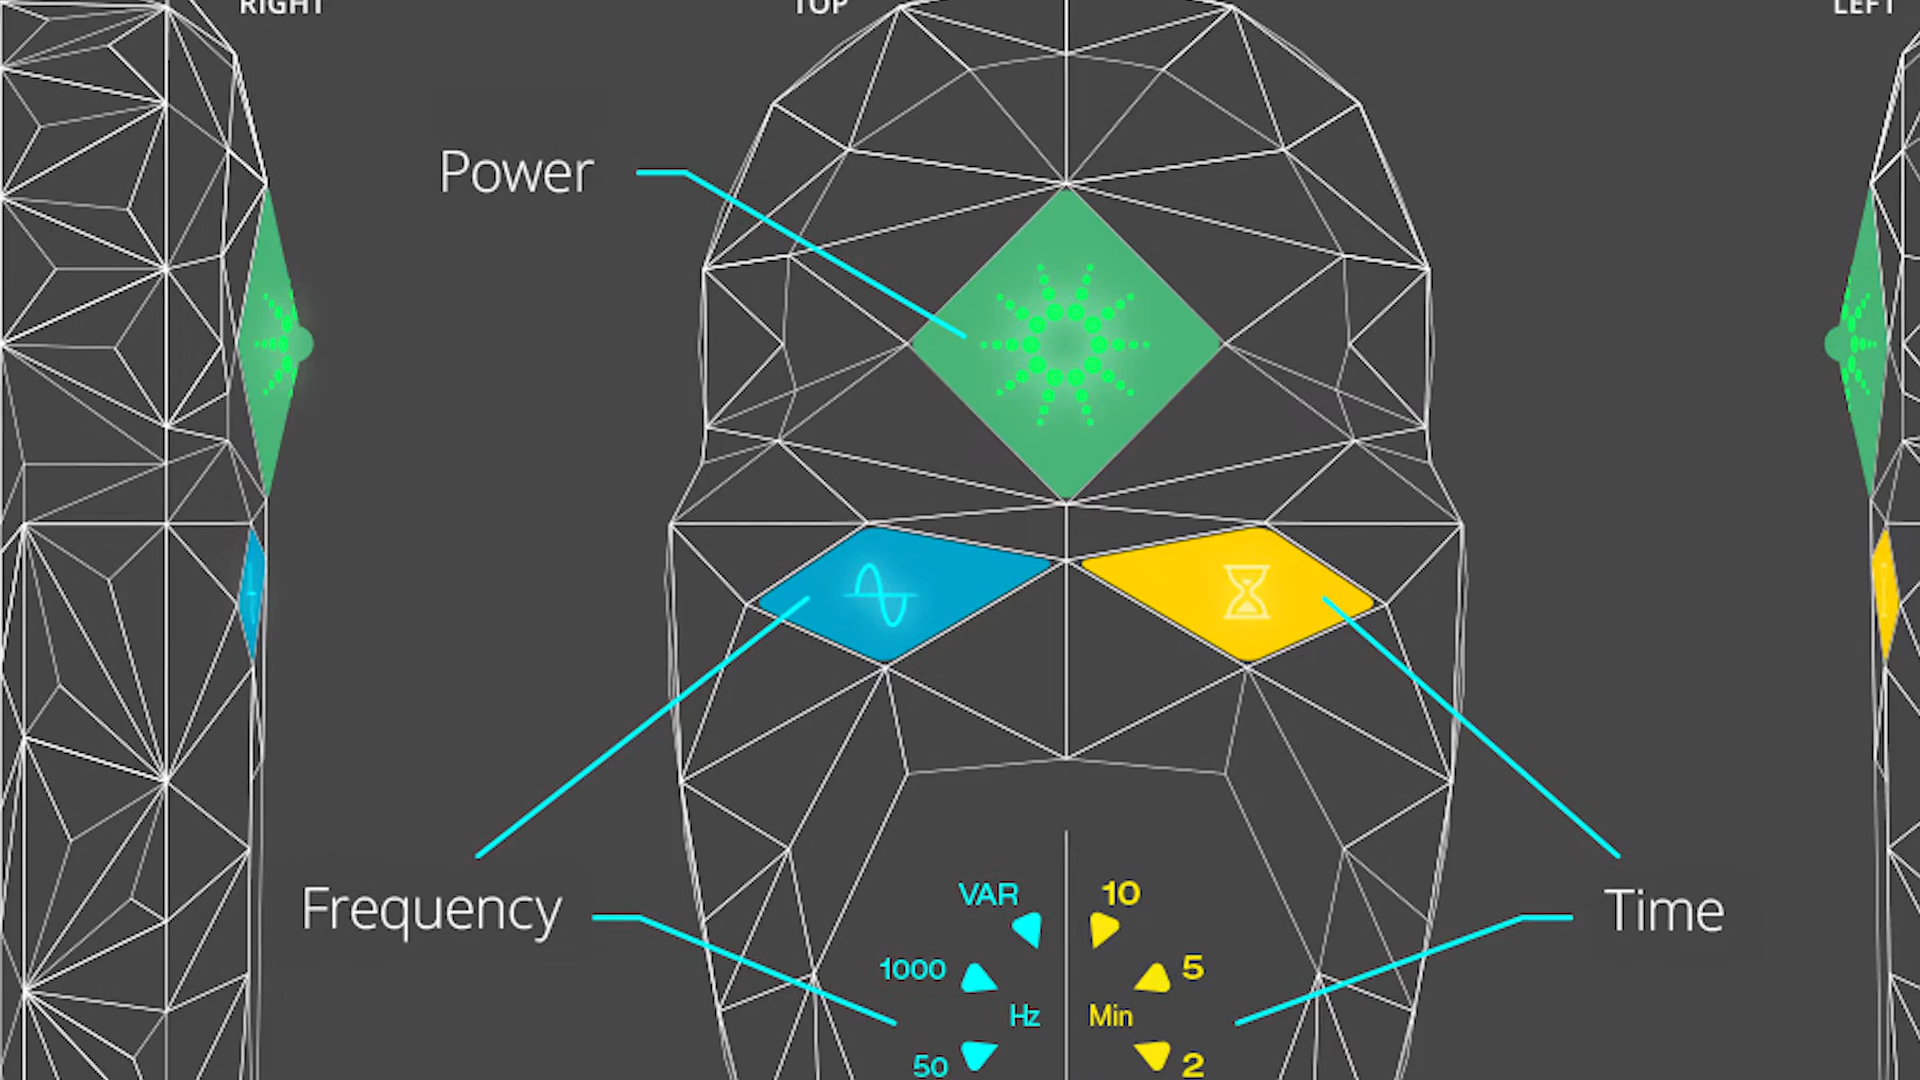 RIGHT
TOP
LEFT
Power
Frequency
Time
VAR
10
1000
5
Hz
Min
50
2